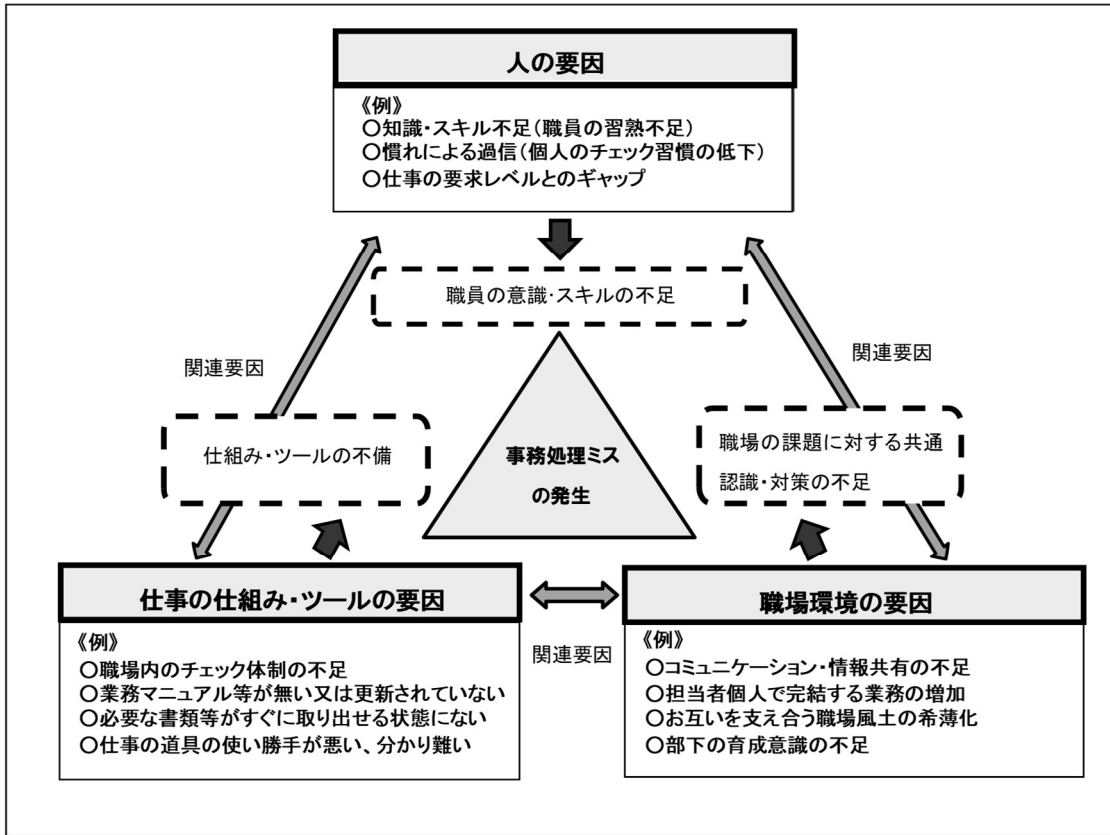 人の要因
《例》
〇知識・スキル不足(職員の習熟不足)
〇慣れによる過信(個人のチェック習慣の低下)
〇仕事の要求レベルとのギャップ
職員の意識・スキルの不足
関連要因
関連要因
仕組み・ツールの不備
事務処理ミス
の発生
職場の課題に対する共通
認識・対策の不足
仕事の仕組み・ツールの要因
《例》
〇職場内のチェック体制の不足
〇業務マニュアル等が無い又は更新されていない
〇必要な書類等がすぐに取り出せる状態にない
〇仕事の道具の使い勝手が悪い、分かり難い
関連要因
職場環境の要因
《例》
〇コミュニケーション・情報共有の不足
〇担当者個人で完結する業務の増加
〇お互いを支え合う職場風土の希薄化
〇部下の育成意識の不足